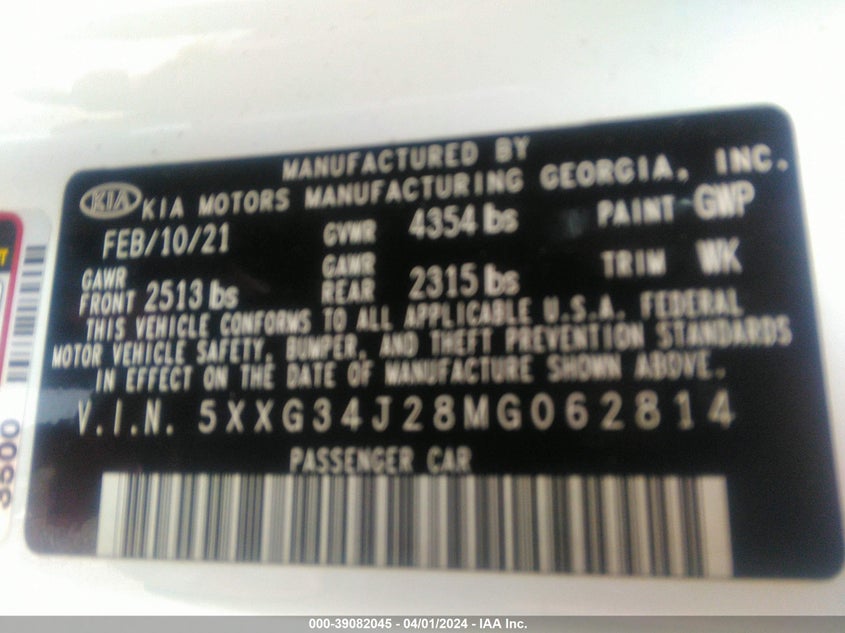 MANUFACTURED BY
KIA KIA MOTORS MANUFACTURING GEORGIA, INC.
FEB/10/21 GVWR 4354 lbs PAINT GWP
GAWR FRONT 2513 lbs GAWR REAR 2315 lbs TRIM WK
THIS VEHICLE CONFORMS TO ALL APPLICABLE U.S.A. FEDERAL
MOTOR VEHICLE SAFETY, BUMPER, AND THEFT PREVENTION STANDARDS
IN EFFECT ON THE DATE OF MANUFACTURE SHOWN ABOVE.
V.I.N. 5XXG34J28MG062814
PASSENGER CAR
3500
000-39082045 - 04/01/2024 - IAA Inc.